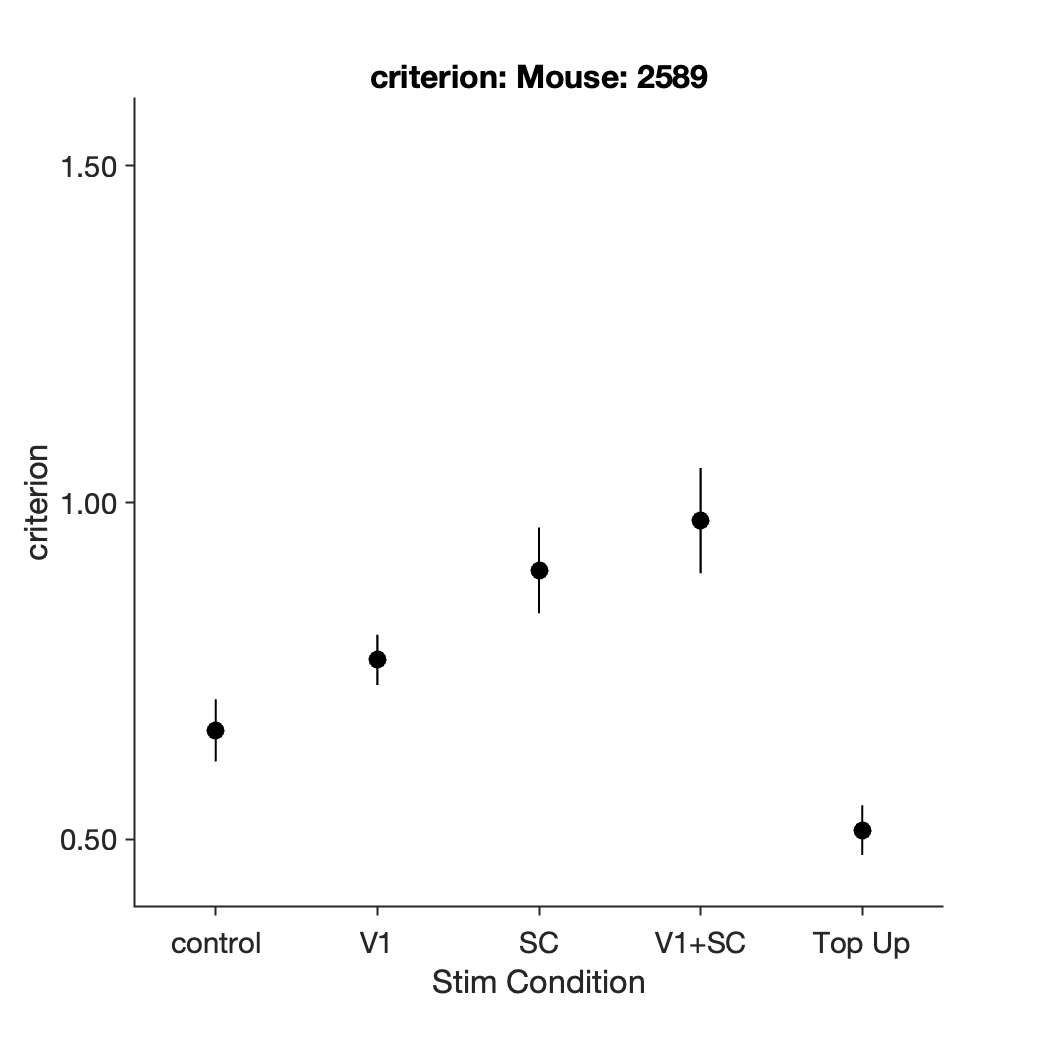 criterion: Mouse: 2589
1.50
1.00
0.50
criterion
control
V1
SC
V1+SC
Top Up
Stim Condition